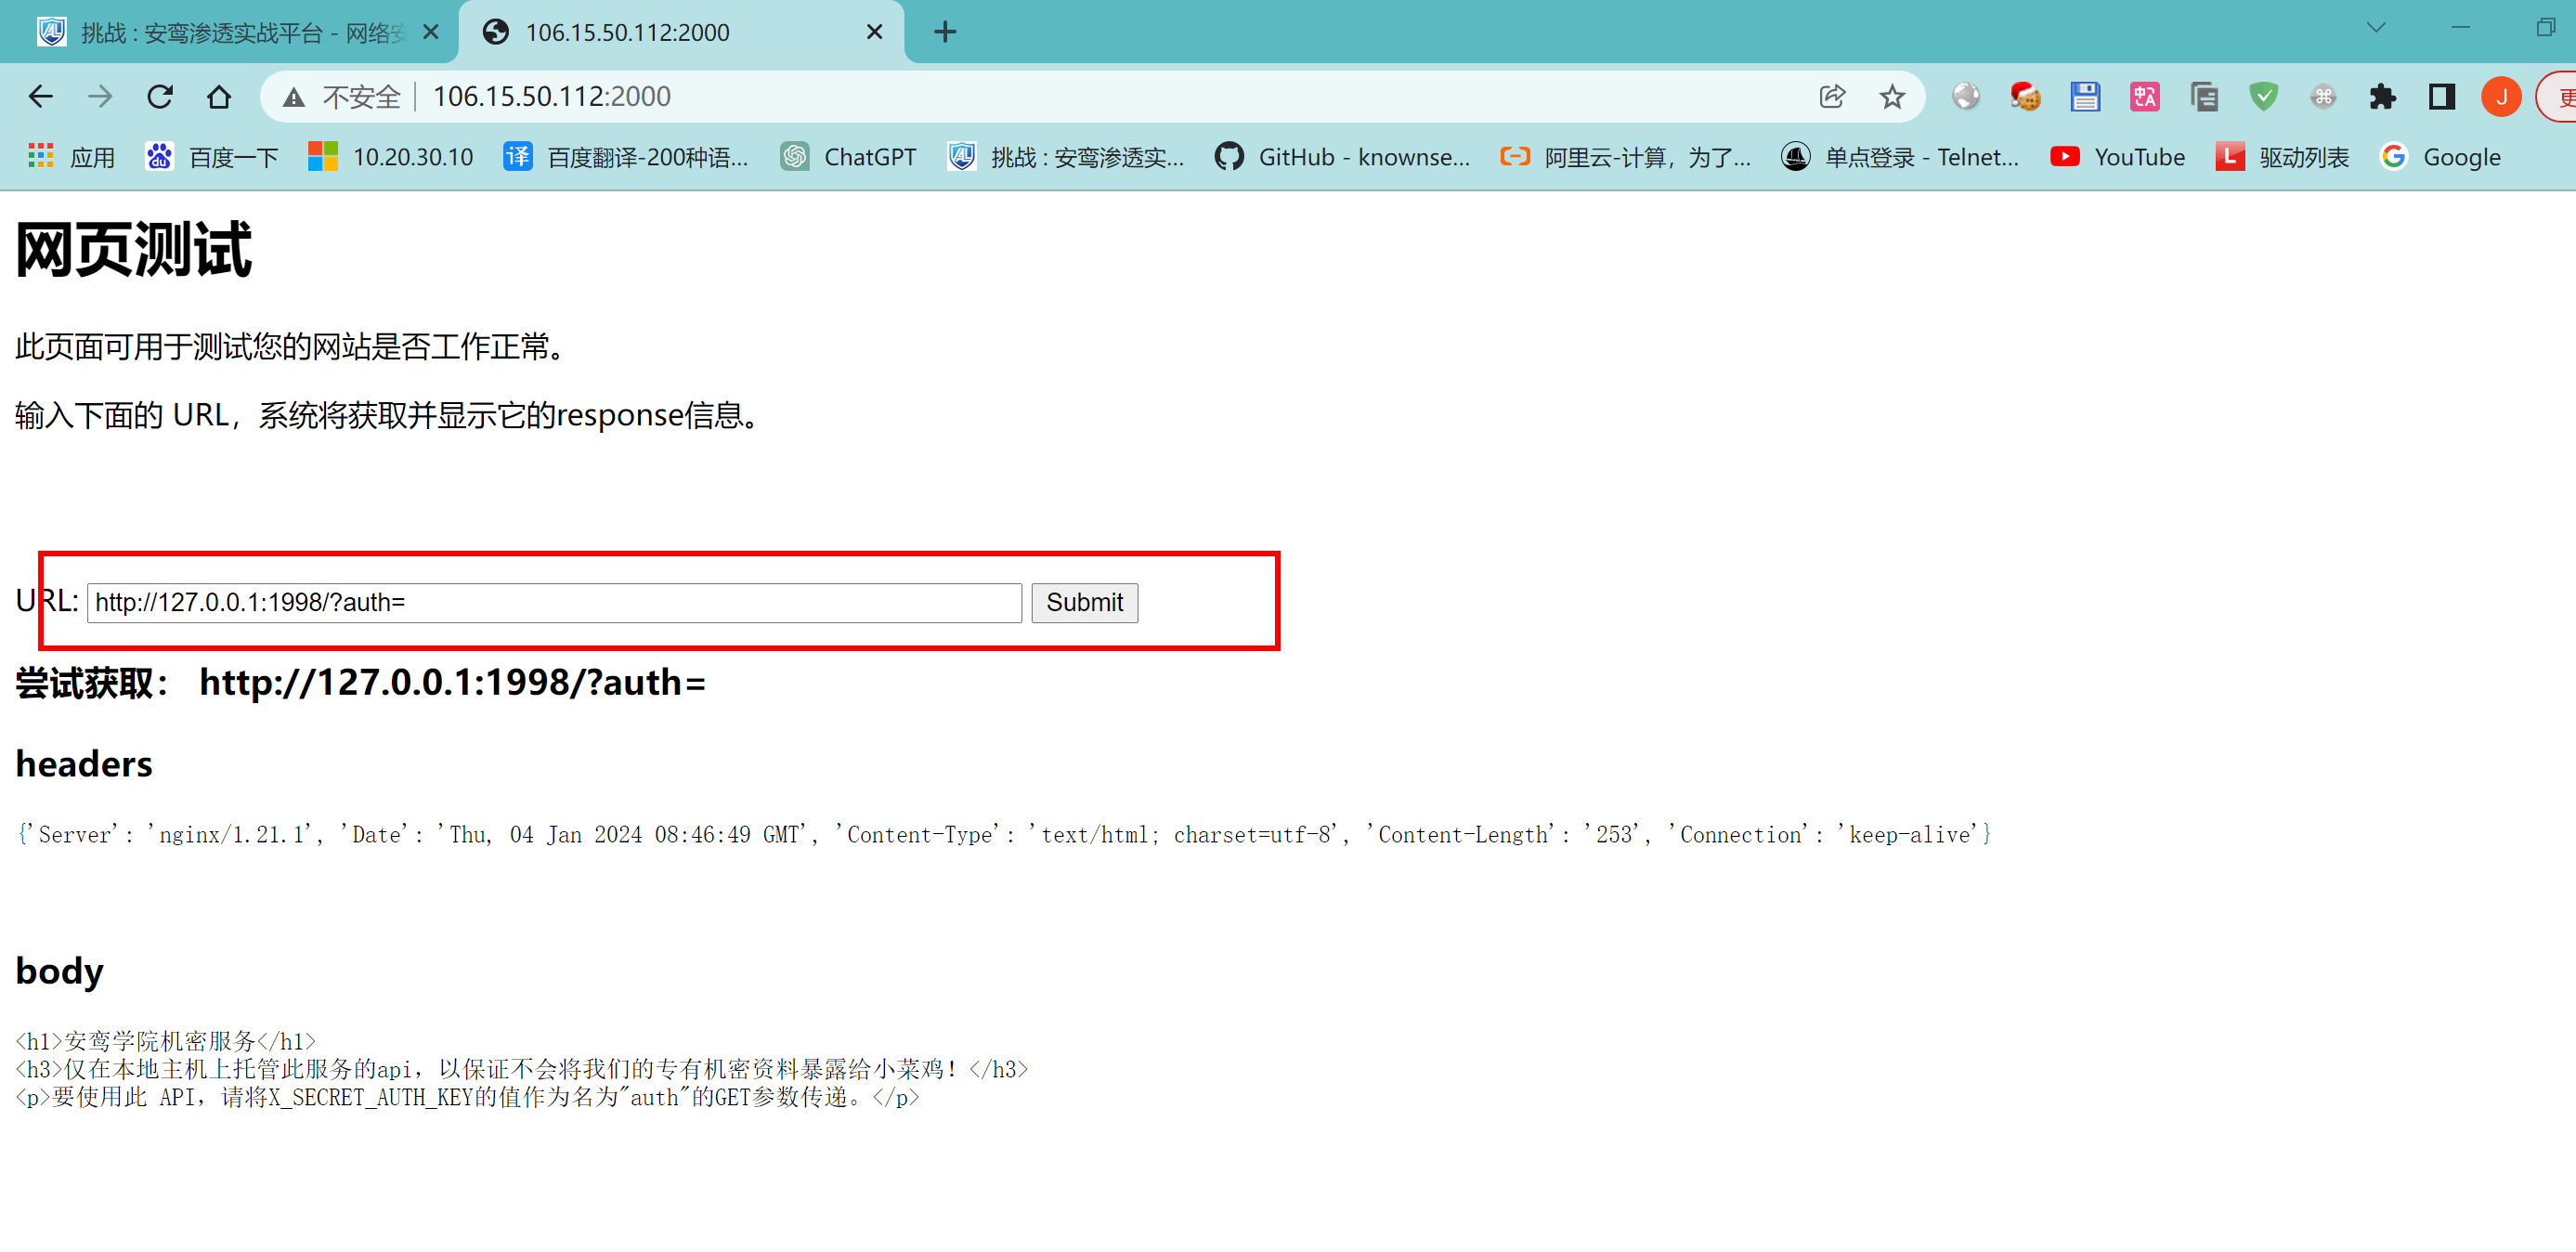 挑战 : 安鸾渗透实战平台 - 网络安
106.15.50.112:2000
不安全 106.15.50.112:2000
J
应用 百度一下 10.20.30.10 百度翻译-200种语... ChatGPT 挑战 : 安鸾渗透实... GitHub - knownse... 阿里云-计算，为了... 单点登录 - Telnet... YouTube 驱动列表 Google
网页测试
此页面可用于测试您的网站是否工作正常。
输入下面的 URL，系统将获取并显示它的response信息。
URL: http://127.0.0.1:1998/?auth= Submit
尝试获取： http://127.0.0.1:1998/?auth=
headers
{'Server': 'nginx/1.21.1', 'Date': 'Thu, 04 Jan 2024 08:46:49 GMT', 'Content-Type': 'text/html; charset=utf-8', 'Content-Length': '253', 'Connection': 'keep-alive'}
body
<h1>安鸾学院机密服务</h1>
<h3>仅在本地主机上托管此服务的api，以保证不会将我们的专有机密资料暴露给小菜鸡！</h3>
<p>要使用此 API，请将X_SECRET_AUTH_KEY的值作为名为"auth"的GET参数传递。</p>